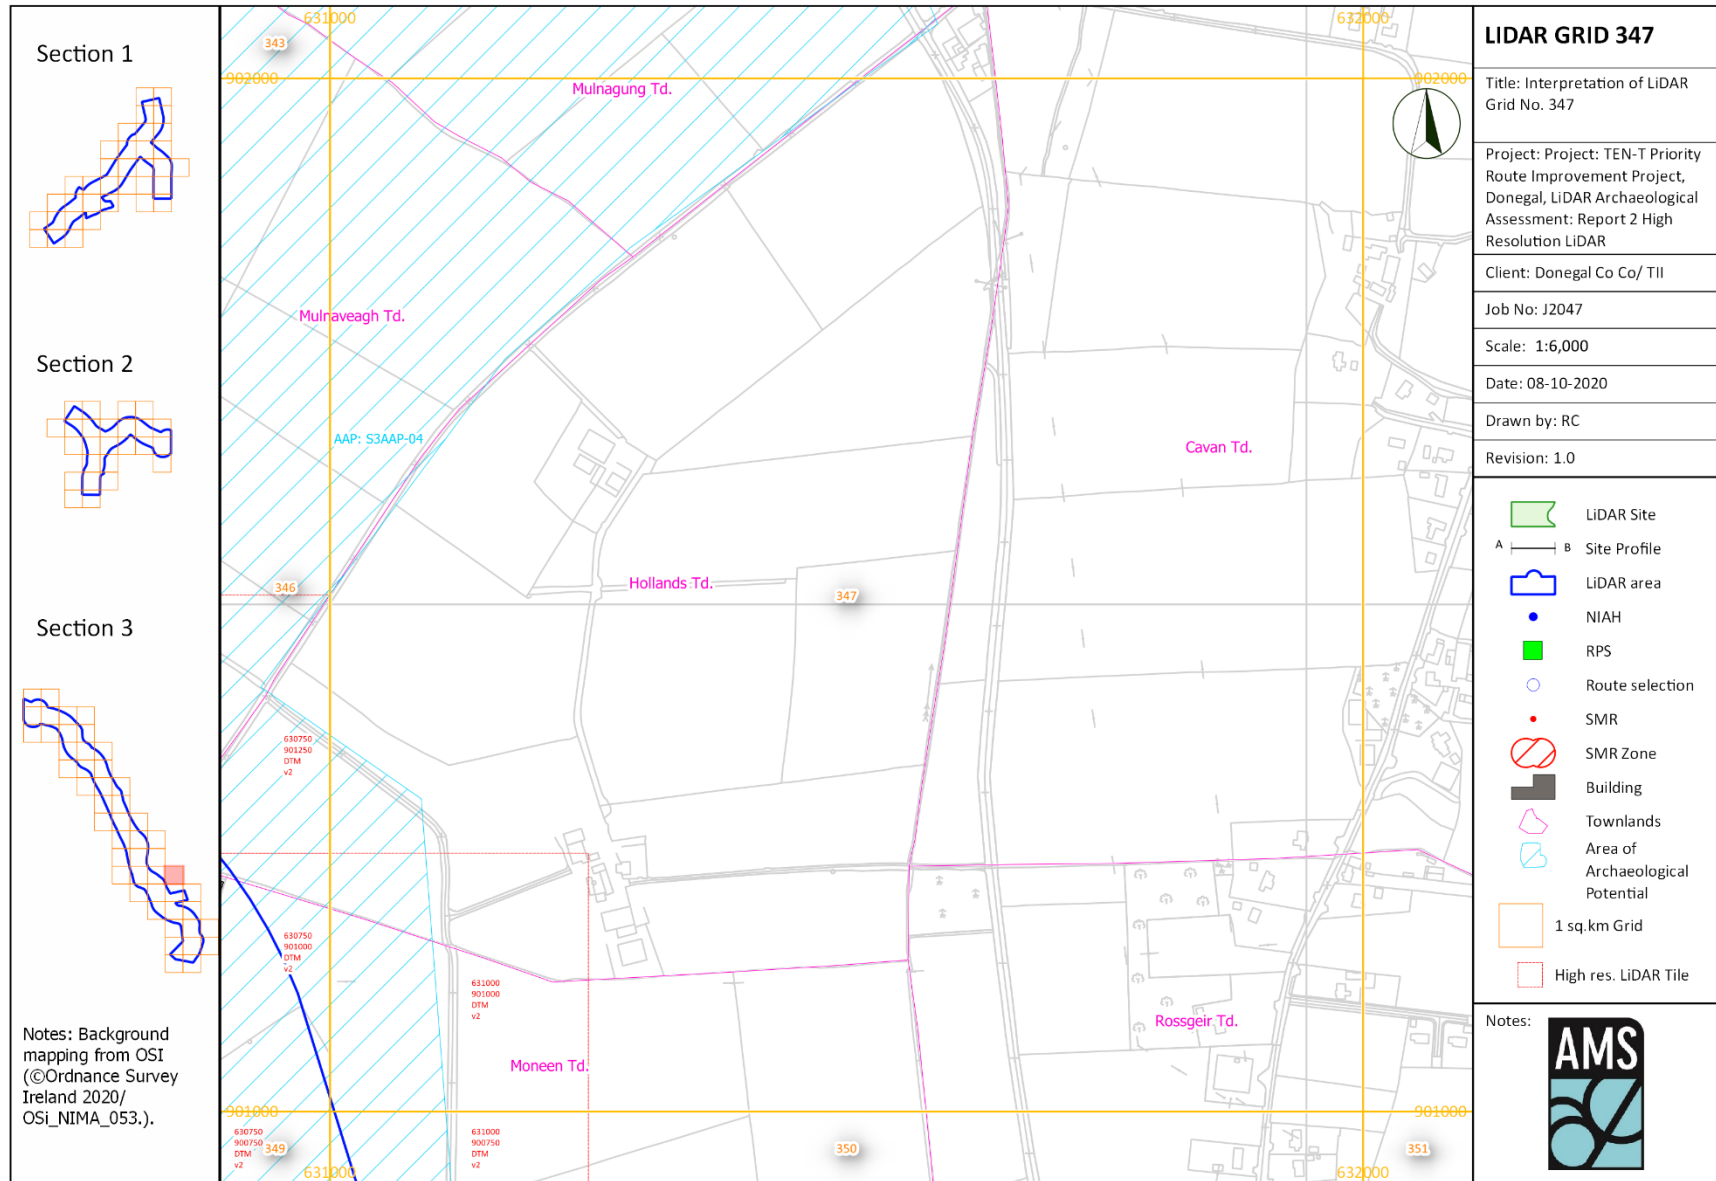 Section 1
Section 2
Section 3
Notes: Background
mapping from OSI
(©Ordnance Survey
Ireland 2020/
OSi_NIMA_053.).
631000
632000
343
902000
902000
Mulnagung Td.
Mulnaveagh Td.
AAP: S3AAP-04
Cavan Td.
346
Hollands Td.
347
630750
901250
DTM
v2
630750
901000
DTM
v2
631000
901000
DTM
v2
Rossgeir Td.
Moneen Td.
901000
901000
630750
900750
DTM
v2
349
631000
900750
DTM
v2
350
351
631000
632000
LIDAR GRID 347
Title: Interpretation of LiDAR
Grid No. 347
Project: Project: TEN-T Priority
Route Improvement Project,
Donegal, LiDAR Archaeological
Assessment: Report 2 High
Resolution LiDAR
Client: Donegal Co Co/ TII
Job No: J2047
Scale: 1:6,000
Date: 08-10-2020
Drawn by: RC
Revision: 1.0
LiDAR Site
A B Site Profile
LiDAR area
NIAH
RPS
Route selection
SMR
SMR Zone
Building
Townlands
Area of
Archaeological
Potential
1 sq.km Grid
High res. LiDAR Tile
Notes:
AMS